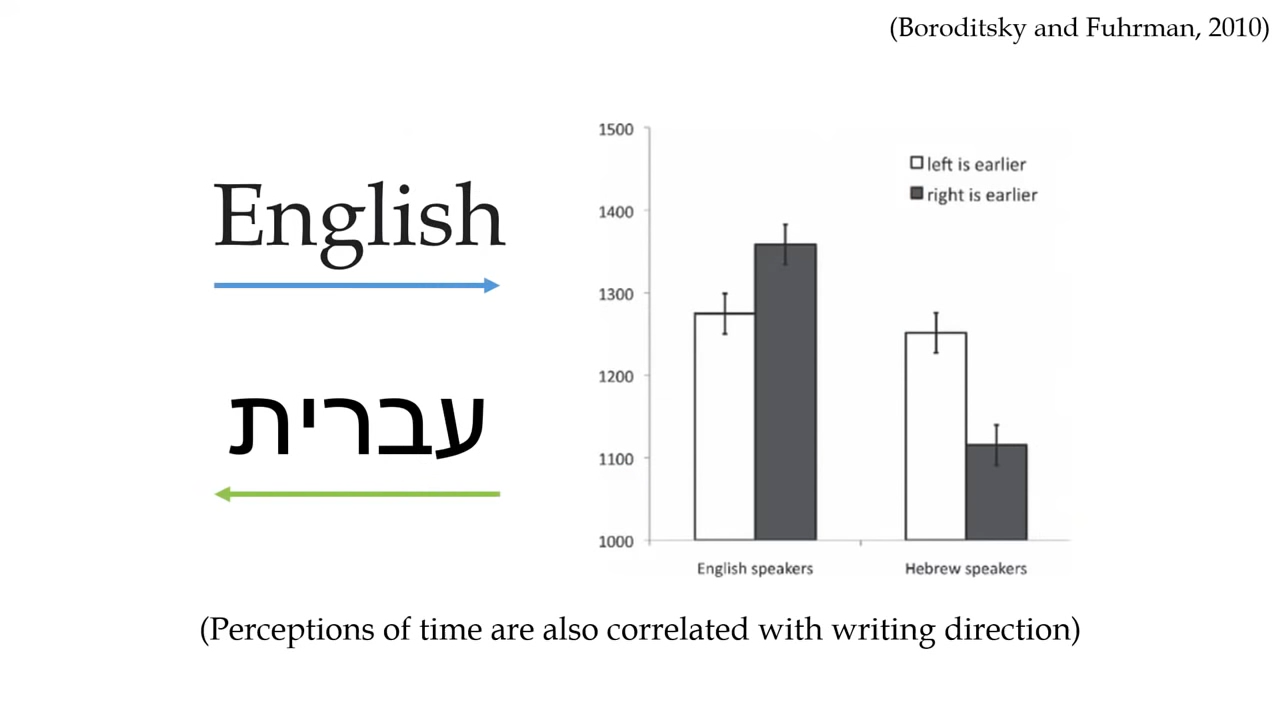 (Boroditsky and Fuhrman, 2010)
English
עברית
1500
1400
1300
1200
1100
1000
left is earlier
right is earlier
English speakers
Hebrew speakers
(Perceptions of time are also correlated with writing direction)